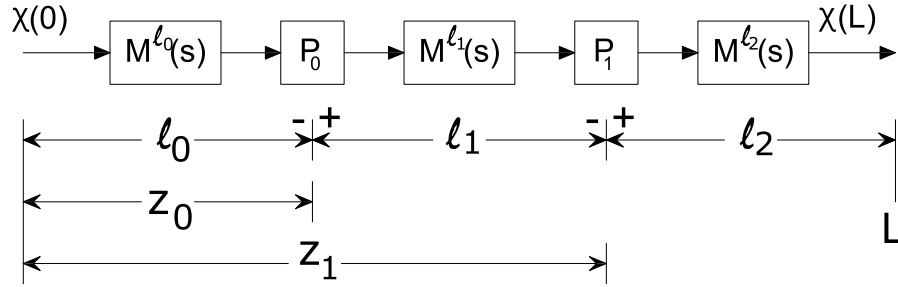 χ(0) M^ℓ₀(s) P₀ M^ℓ₁(s) P₁ M^ℓ₂(s) χ(L)
- + - +
ℓ₀ ℓ₁ ℓ₂
z₀
L
z₁